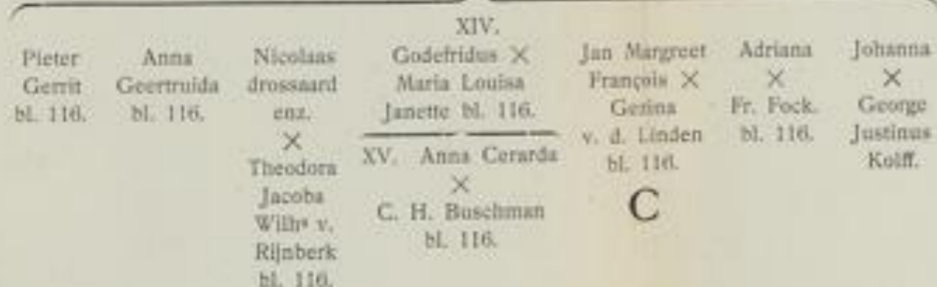 Pieter
Gerrit
bl. 116.
Anna
Geertruida
bl. 116.
Nicolaas
drossaard
enz.
×
Theodora
Jacoba
Wilhˢ v.
Rijnberk
bl. 116.
XIV.
Godefridus ×
Maria Louisa
Janette bl. 116.
XV. Anna Cerarda
×
C. H. Buschman
bl. 116.
Jan Margreet
François ×
Gezina
v. d. Linden
bl. 116.
C
Adriana
×
Fr. Fock.
bl. 116.
Johanna
×
George
Justinus
Kolff.